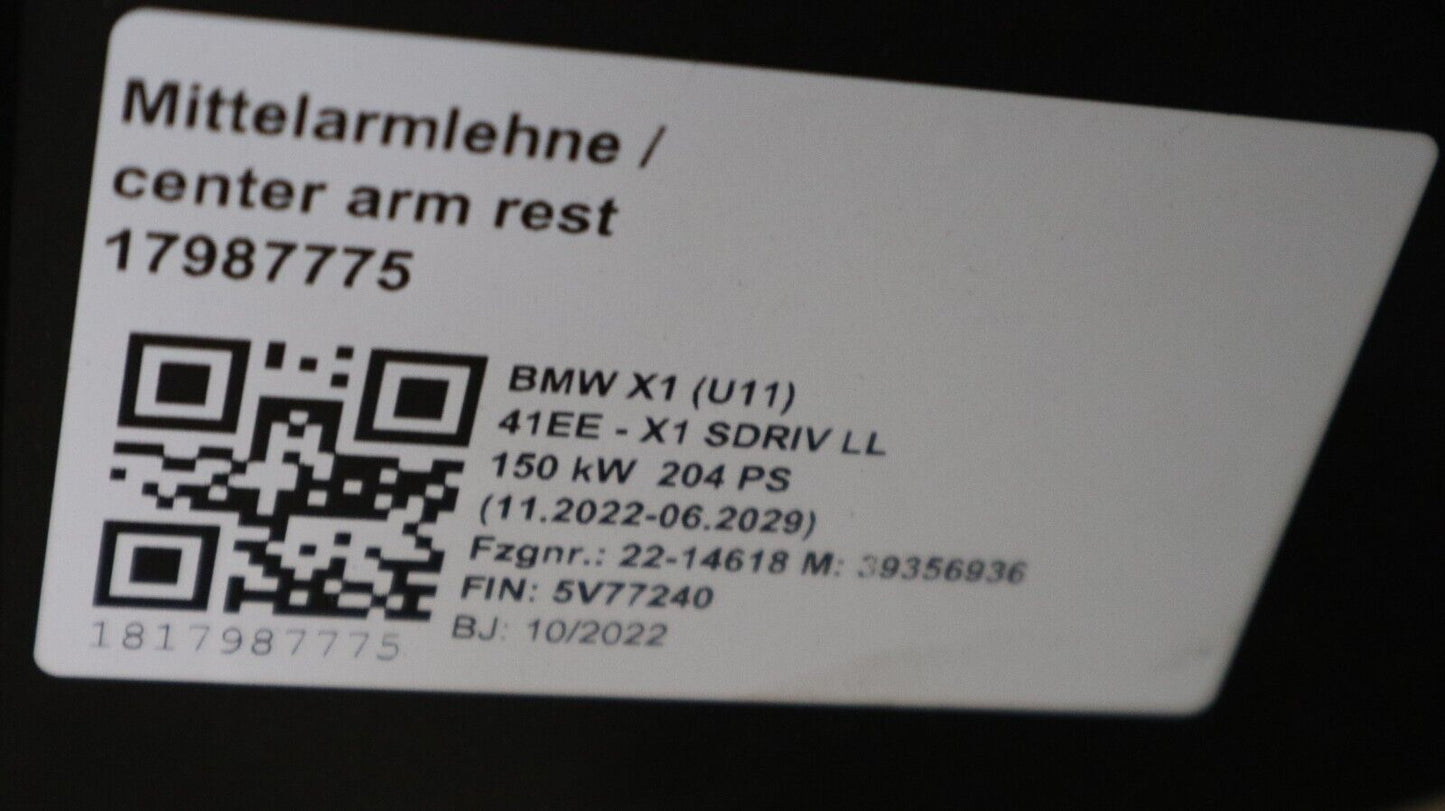 Mittelarmlehne /
center arm rest
17987775
BMW X1 (U11)
41EE - X1 SDRIV LL
150 kW 204 PS
(11.2022-06.2029)
Fzgnr.: 22-14618 M: 39356936
FIN: 5V77240
BJ: 10/2022
1817987775